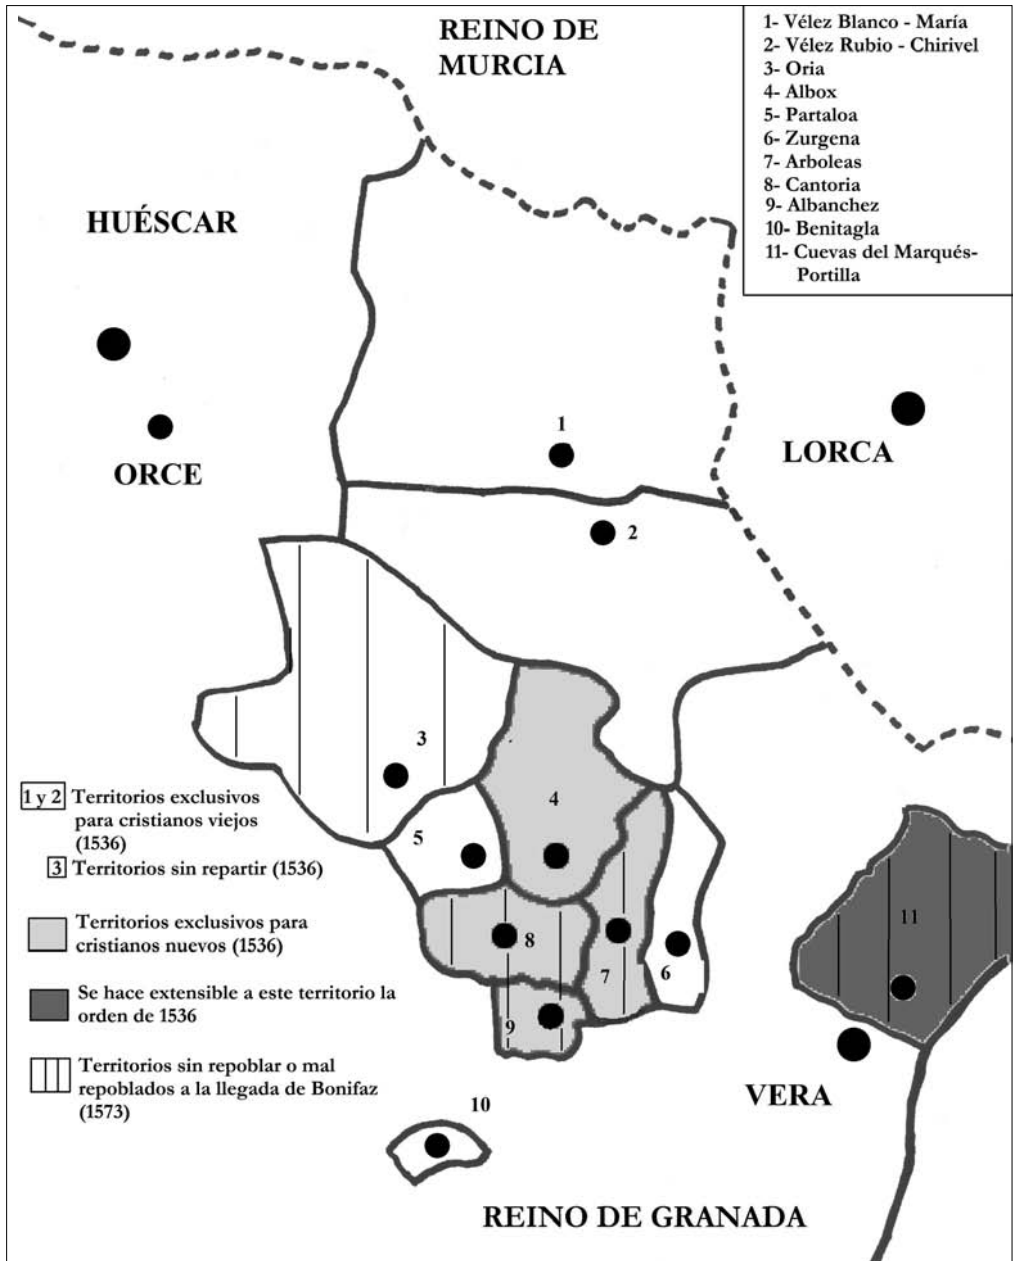 REINO DE
MURCIA
1- Vélez Blanco - María
2- Vélez Rubio - Chirivel
3- Oria
4- Albox
5- Partaloa
6- Zurgena
7- Arboleas
8- Cantoria
9- Albanchez
10- Benitagla
11- Cuevas del Marqués-
Portilla
HUÉSCAR
ORCE
LORCA
1
2
3
4
5
6
7
8
9
10
11
1 y 2 Territorios exclusivos
para cristianos viejos
(1536)
3 Territorios sin repartir (1536)
Territorios exclusivos para
cristianos nuevos (1536)
Se hace extensible a este territorio la
orden de 1536
Territorios sin repoblar o mal
repoblados a la llegada de Bonifaz
(1573)
VERA
REINO DE GRANADA